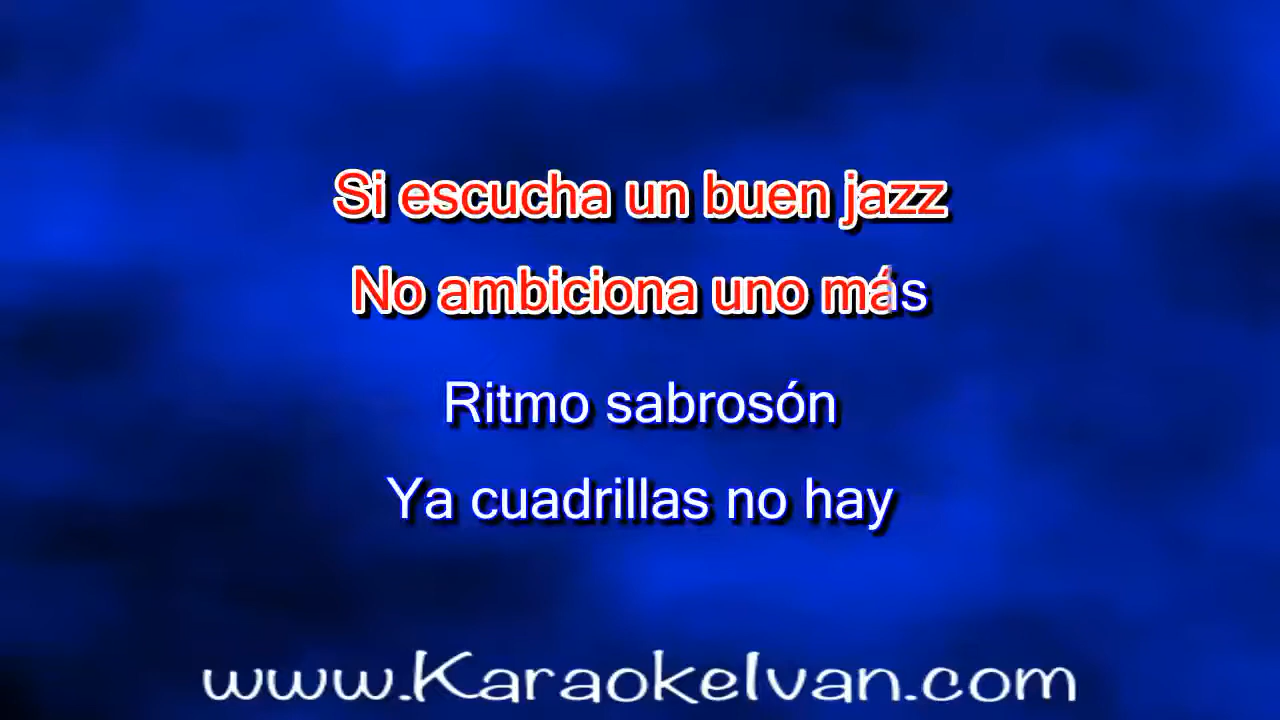 Si escucha un buen jazz
No ambiciona uno más
Ritmo sabrosón
Ya cuadrillas no hay
www.KaraokeIvan.com